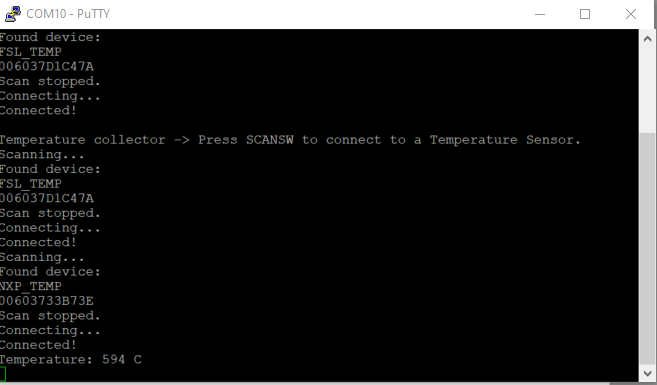 COM10 - PuTTY
Found device:
FSL_TEMP
006037D1C47A
Scan stopped.
Connecting...
Connected!
Temperature collector -> Press SCANSW to connect to a Temperature Sensor.
Scanning...
Found device:
FSL_TEMP
006037D1C47A
Scan stopped.
Connecting...
Connected!
Scanning...
Found device:
NXP_TEMP
00603733B73E
Scan stopped.
Connecting...
Connected!
Temperature: 594 C